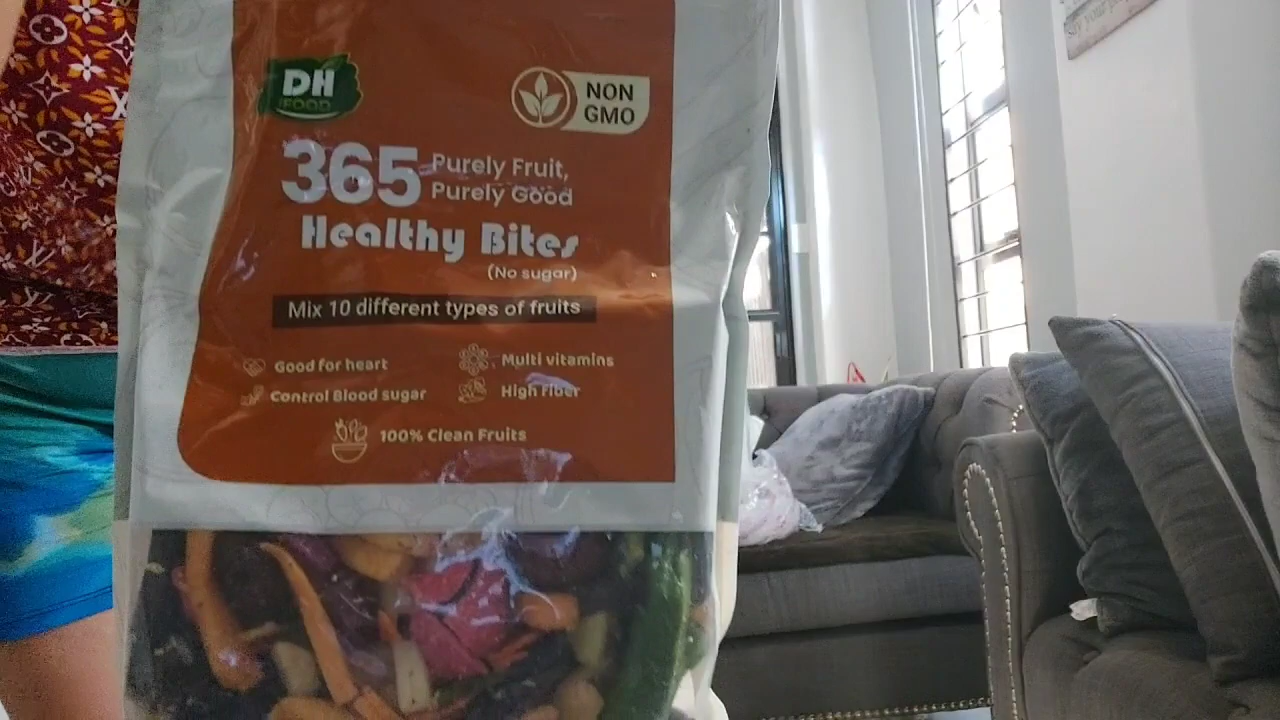 DH
FOOD
NON
GMO
365
Purely Fruit,
Purely Good
Healthy Bites
(No sugar)
Mix 10 different types of fruits
Good for heart
Multi vitamins
Control Blood sugar
High Fiber
100% Clean Fruits